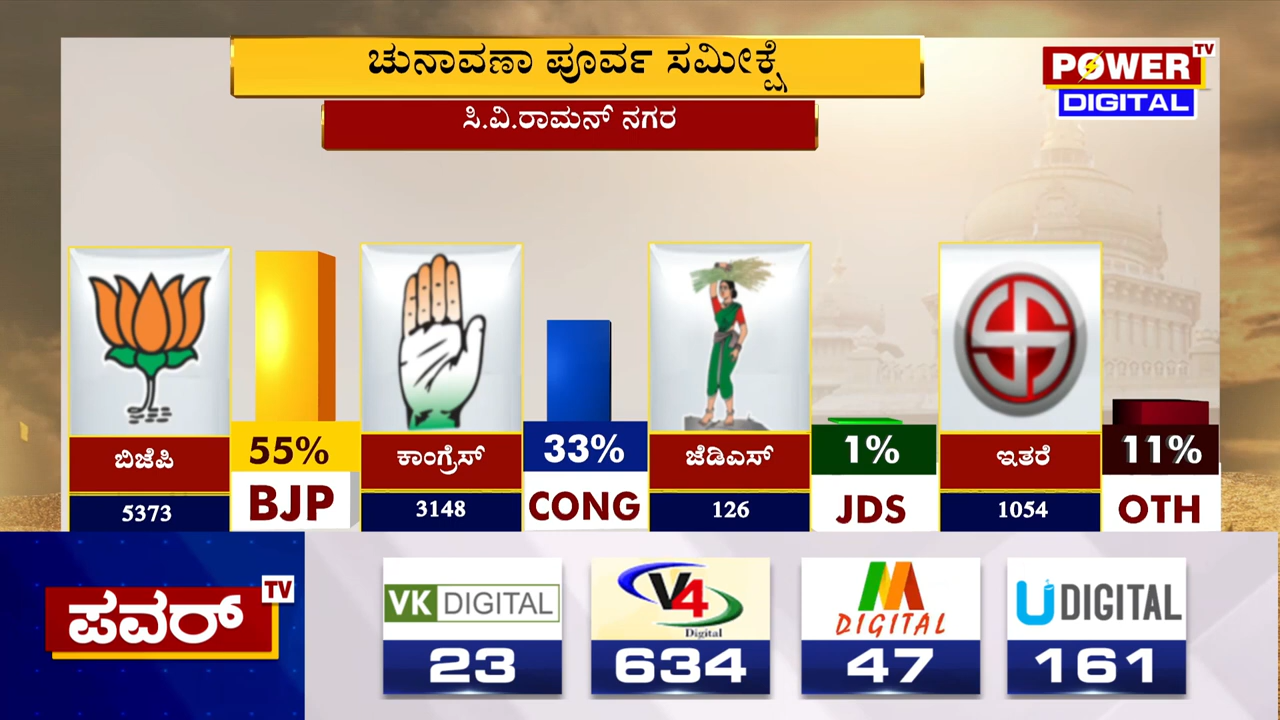 ಚುನಾವಣಾ ಪೂರ್ವ ಸಮೀಕ್ಷೆ
ಸಿ.ವಿ.ರಾಮನ್ ನಗರ
POWER TV
DIGITAL
ಬಿಜೆಪಿ
5373
55%
BJP
ಕಾಂಗ್ರೆಸ್
3148
33%
CONG
ಜೆಡಿಎಸ್
126
1%
JDS
ಇತರೆ
1054
11%
OTH
ಪವರ್ TV
VK DIGITAL
23
V4
Digital
634
M
DIGITAL
47
U DIGITAL
161